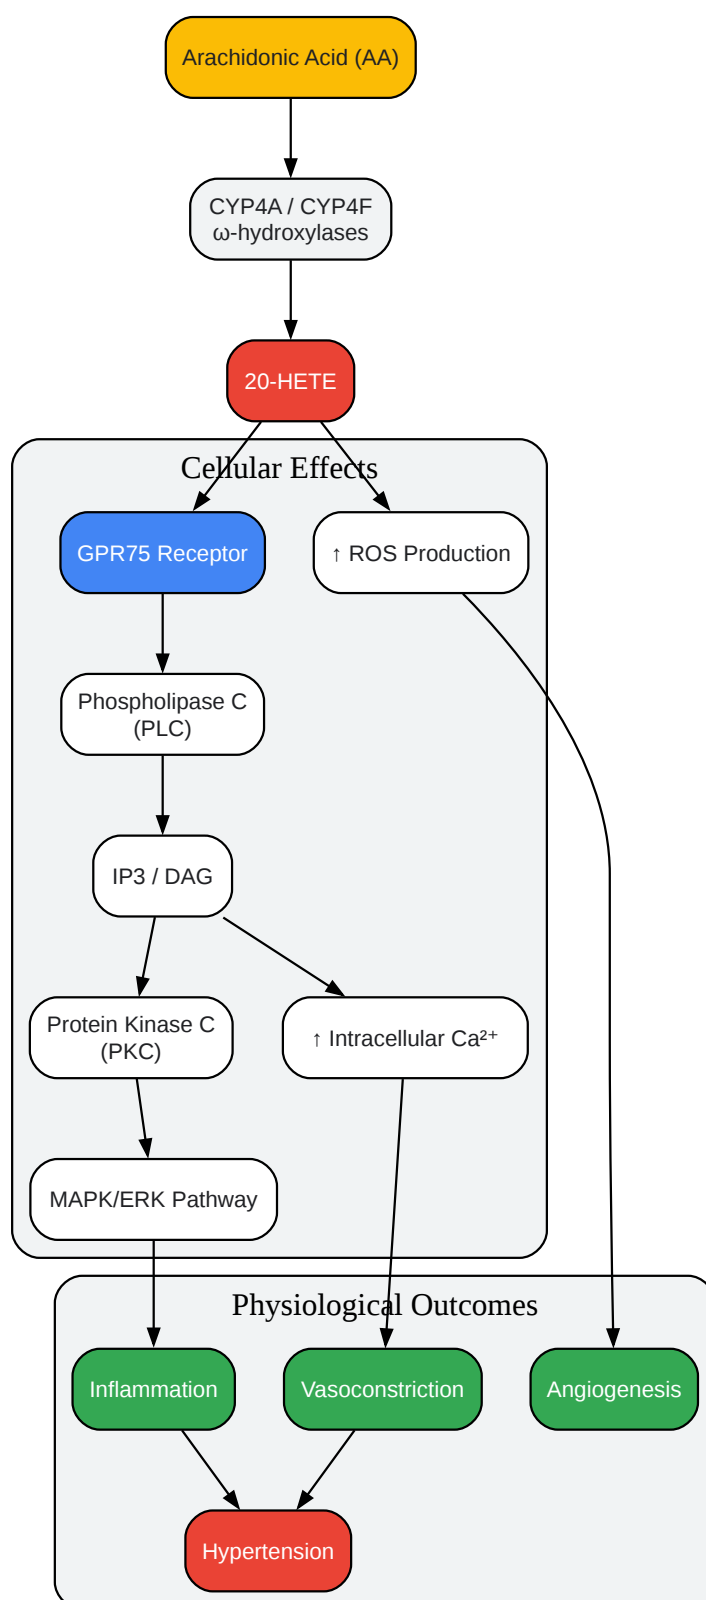 Arachidonic Acid (AA)
CYP4A / CYP4F
ω-hydroxylases
20-HETE
Cellular Effects
GPR75 Receptor
↑ ROS Production
Phospholipase C
(PLC)
IP3 / DAG
Protein Kinase C
(PKC)
↑ Intracellular Ca²⁺
MAPK/ERK Pathway
Physiological Outcomes
Inflammation
Vasoconstriction
Angiogenesis
Hypertension